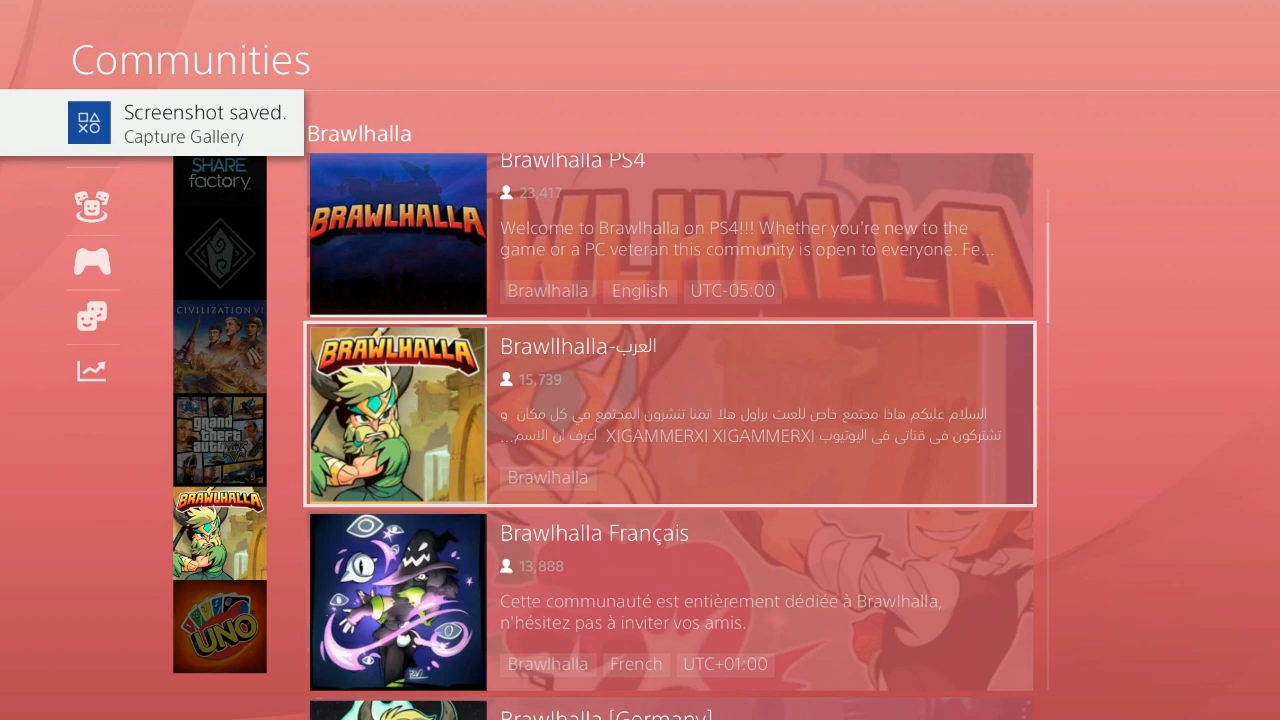 Communities
Screenshot saved.
Capture Gallery
Brawlhalla
SHARE
factory
CIVILIZATION VI
grand
theft
auto
BRAWLHALLA
UNO
BRAWLHALLA
Brawlhalla PS4
23,417
Welcome to Brawlhalla on PS4!!! Whether you're new to the
game or a PC veteran this community is open to everyone. Fe...
Brawlhalla English UTC-05:00
BRAWLHALLA
Brawllhalla-العرب
15,739
السلام عليكم هاذا مجتمع خاص للعبت براول هلا اتمنا تنشرون المجتمع في كل مكان و
تشتركون في قناتي في اليوتيوب XIGAMMERXI XIGAMMERXI اعرف ان الاسم...
Brawlhalla
Brawlhalla Français
13,888
Cette communauté est entièrement dédiée à Brawlhalla,
n'hésitez pas à inviter vos amis.
Brawlhalla French UTC+01:00
Brawlhalla [Germany]